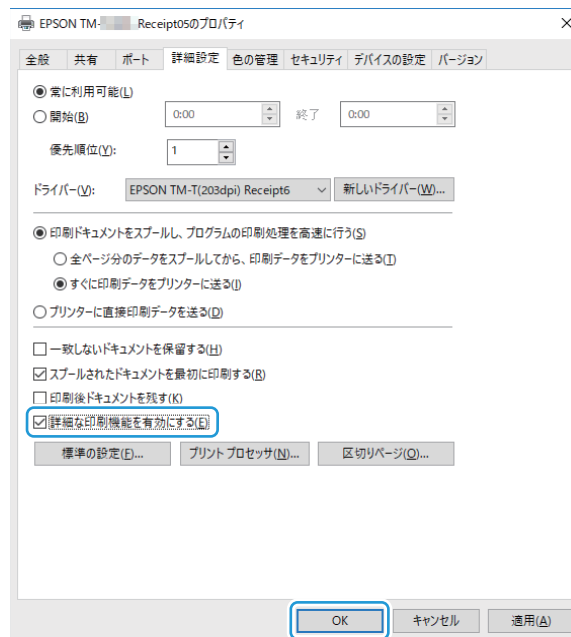 EPSON TM- Receipt05のプロパティ
全般 共有 ポート 詳細設定 色の管理 セキュリティ デバイスの設定 バージョン
常に利用可能(L)
開始(B) 0:00 終了 0:00
優先順位(Y): 1
ドライバー(V): EPSON TM-T(203dpi) Receipt6 新しいドライバー(W)...
印刷ドキュメントをスプールし、プログラムの印刷処理を高速に行う(S)
全ページ分のデータをスプールしてから、印刷データをプリンターに送る(T)
すぐに印刷データをプリンターに送る(I)
プリンターに直接印刷データを送る(D)
一致しないドキュメントを保留する(H)
スプールされたドキュメントを最初に印刷する(R)
印刷後ドキュメントを残す(K)
詳細な印刷機能を有効にする(E)
標準の設定(F)... プリント プロセッサ(N)... 区切りページ(O)...
OK キャンセル 適用(A)